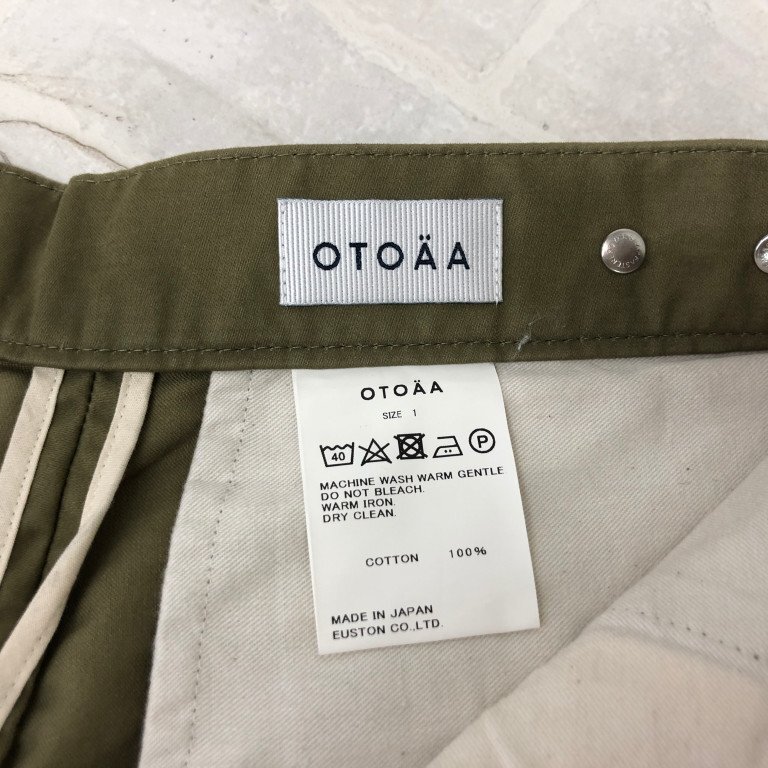 OTOÄA
OTOÄA
SIZE 1
40
P
MACHINE WASH WARM GENTLE
DO NOT BLEACH.
WARM IRON.
DRY CLEAN.
COTTON 100%
MADE IN JAPAN
EUSTON CO.,LTD.